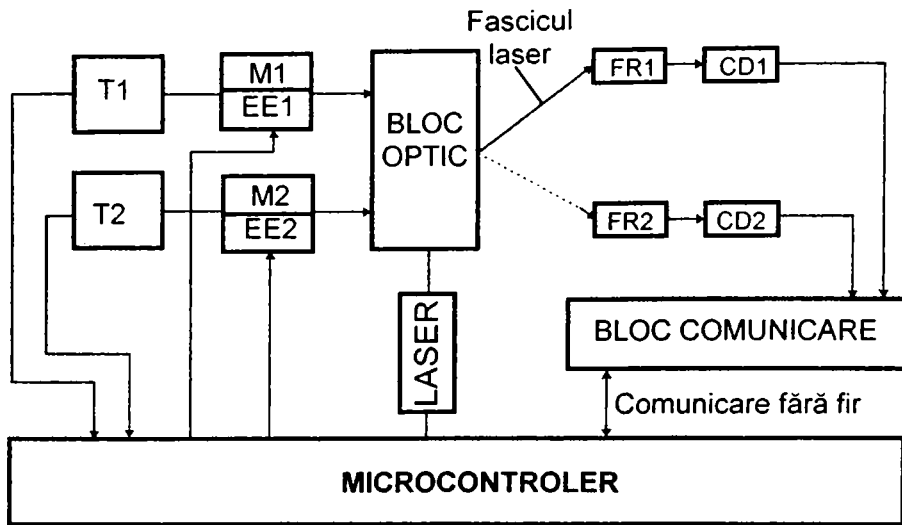 Fascicul
laser
T1
M1
EE1
BLOC
OPTIC
FR1
CD1
T2
M2
EE2
FR2
CD2
LASER
BLOC COMUNICARE
Comunicare fără fir
MICROCONTROLER